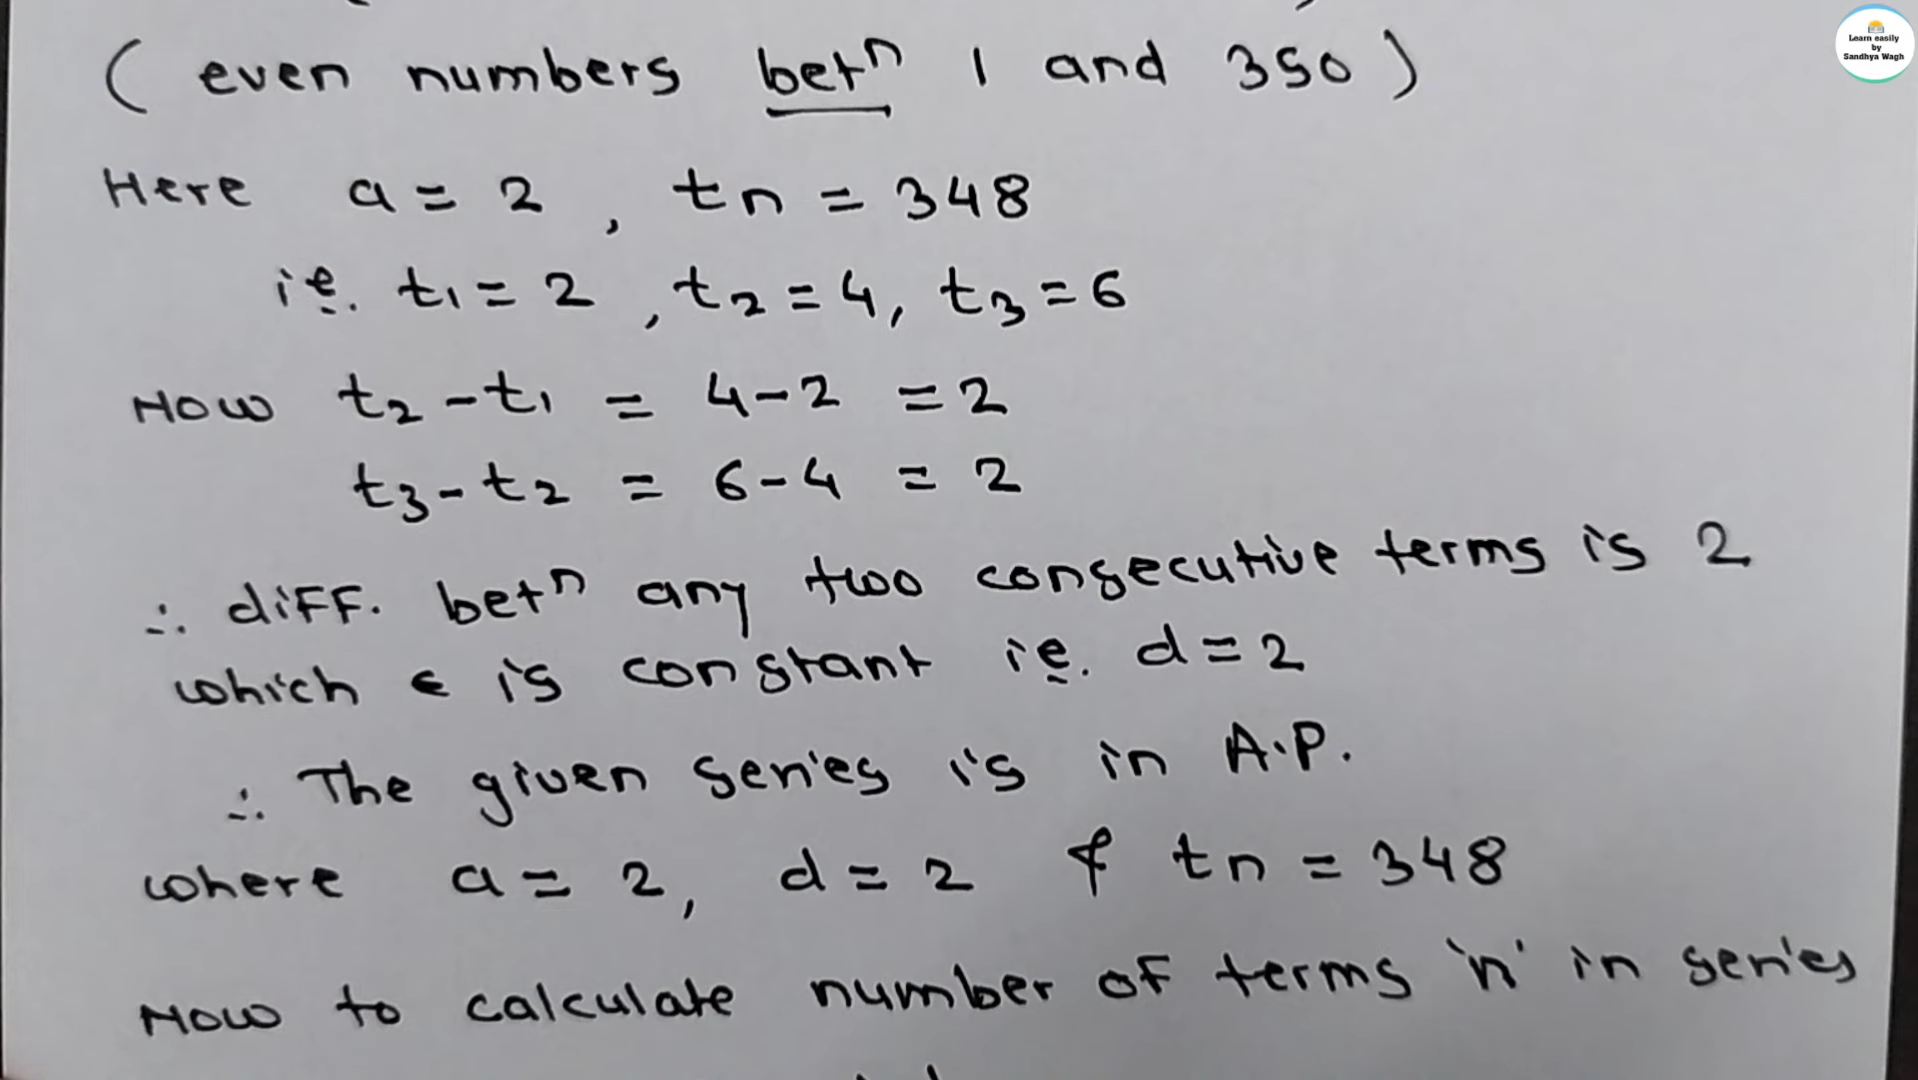 Learn easily
by
Sandhya Wagh
( even numbers betⁿ 1 and 350 )
Here a = 2 , tn = 348
ie. t1 = 2 , t2 = 4, t3 = 6
Now t2 - t1 = 4-2 = 2
t3 - t2 = 6-4 = 2
∴ diff. betⁿ any two consecutive terms is 2
which is constant ie. d = 2
∴ The given series is in A.P.
where a = 2, d = 2 & tn = 348
Now to calculate number of terms 'n' in series